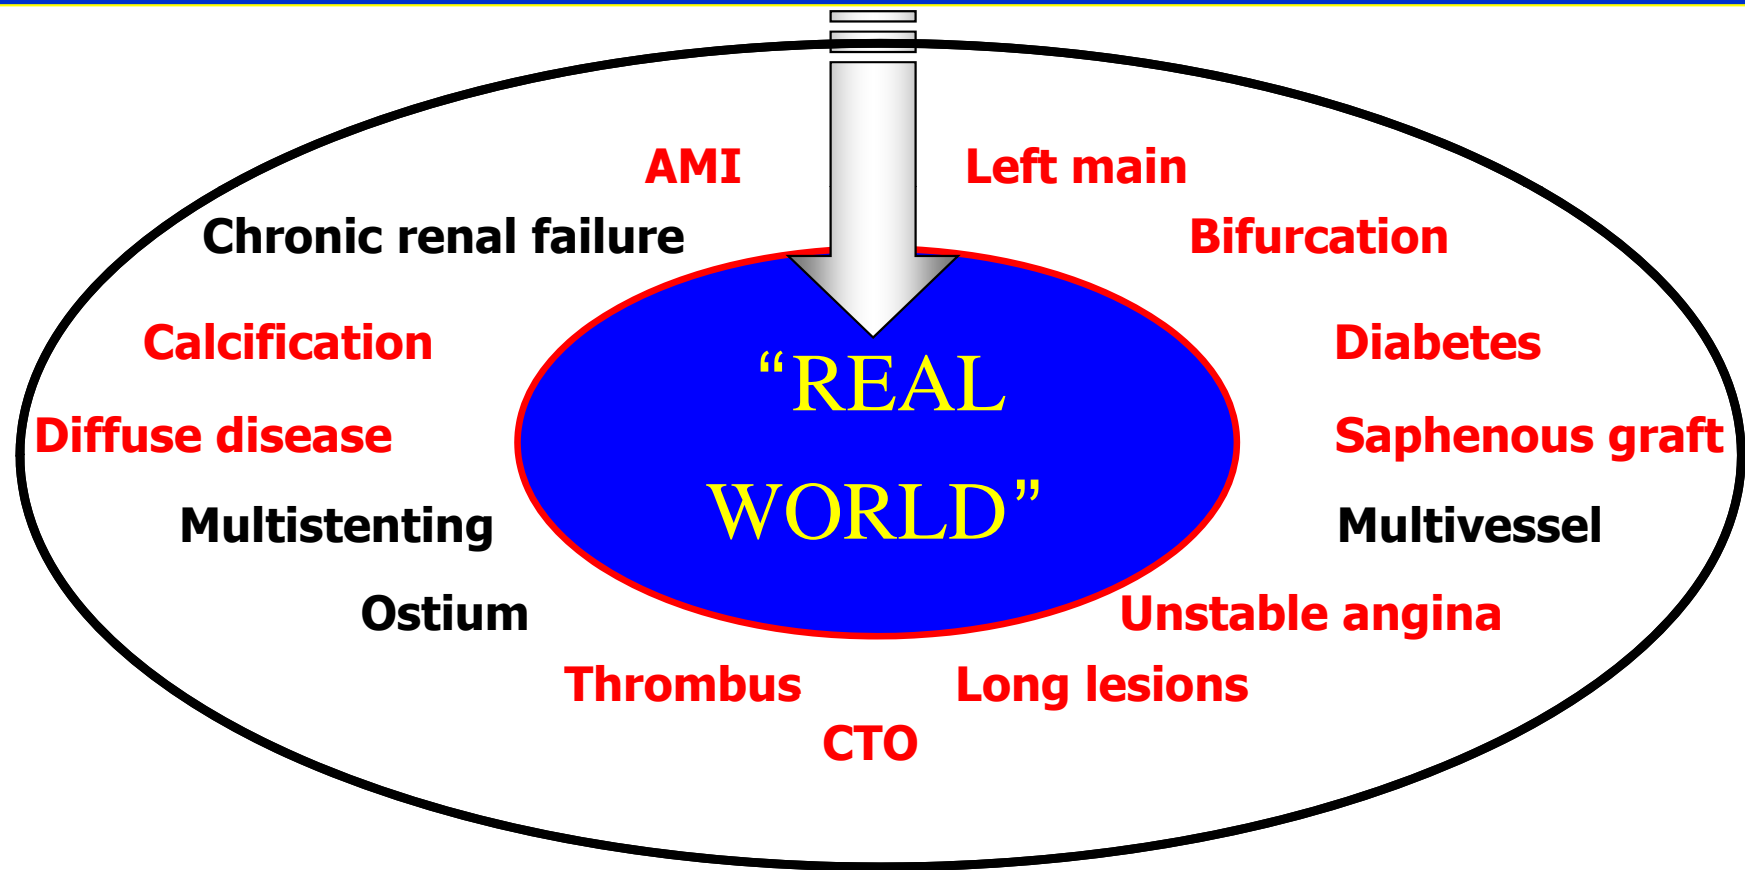 AMI
Left main
Chronic renal failure
Bifurcation
Calcification
Diabetes
“REAL
Diffuse disease
Saphenous graft
WORLD”
Multistenting
Multivessel
Ostium
Unstable angina
Thrombus
Long lesions
CTO